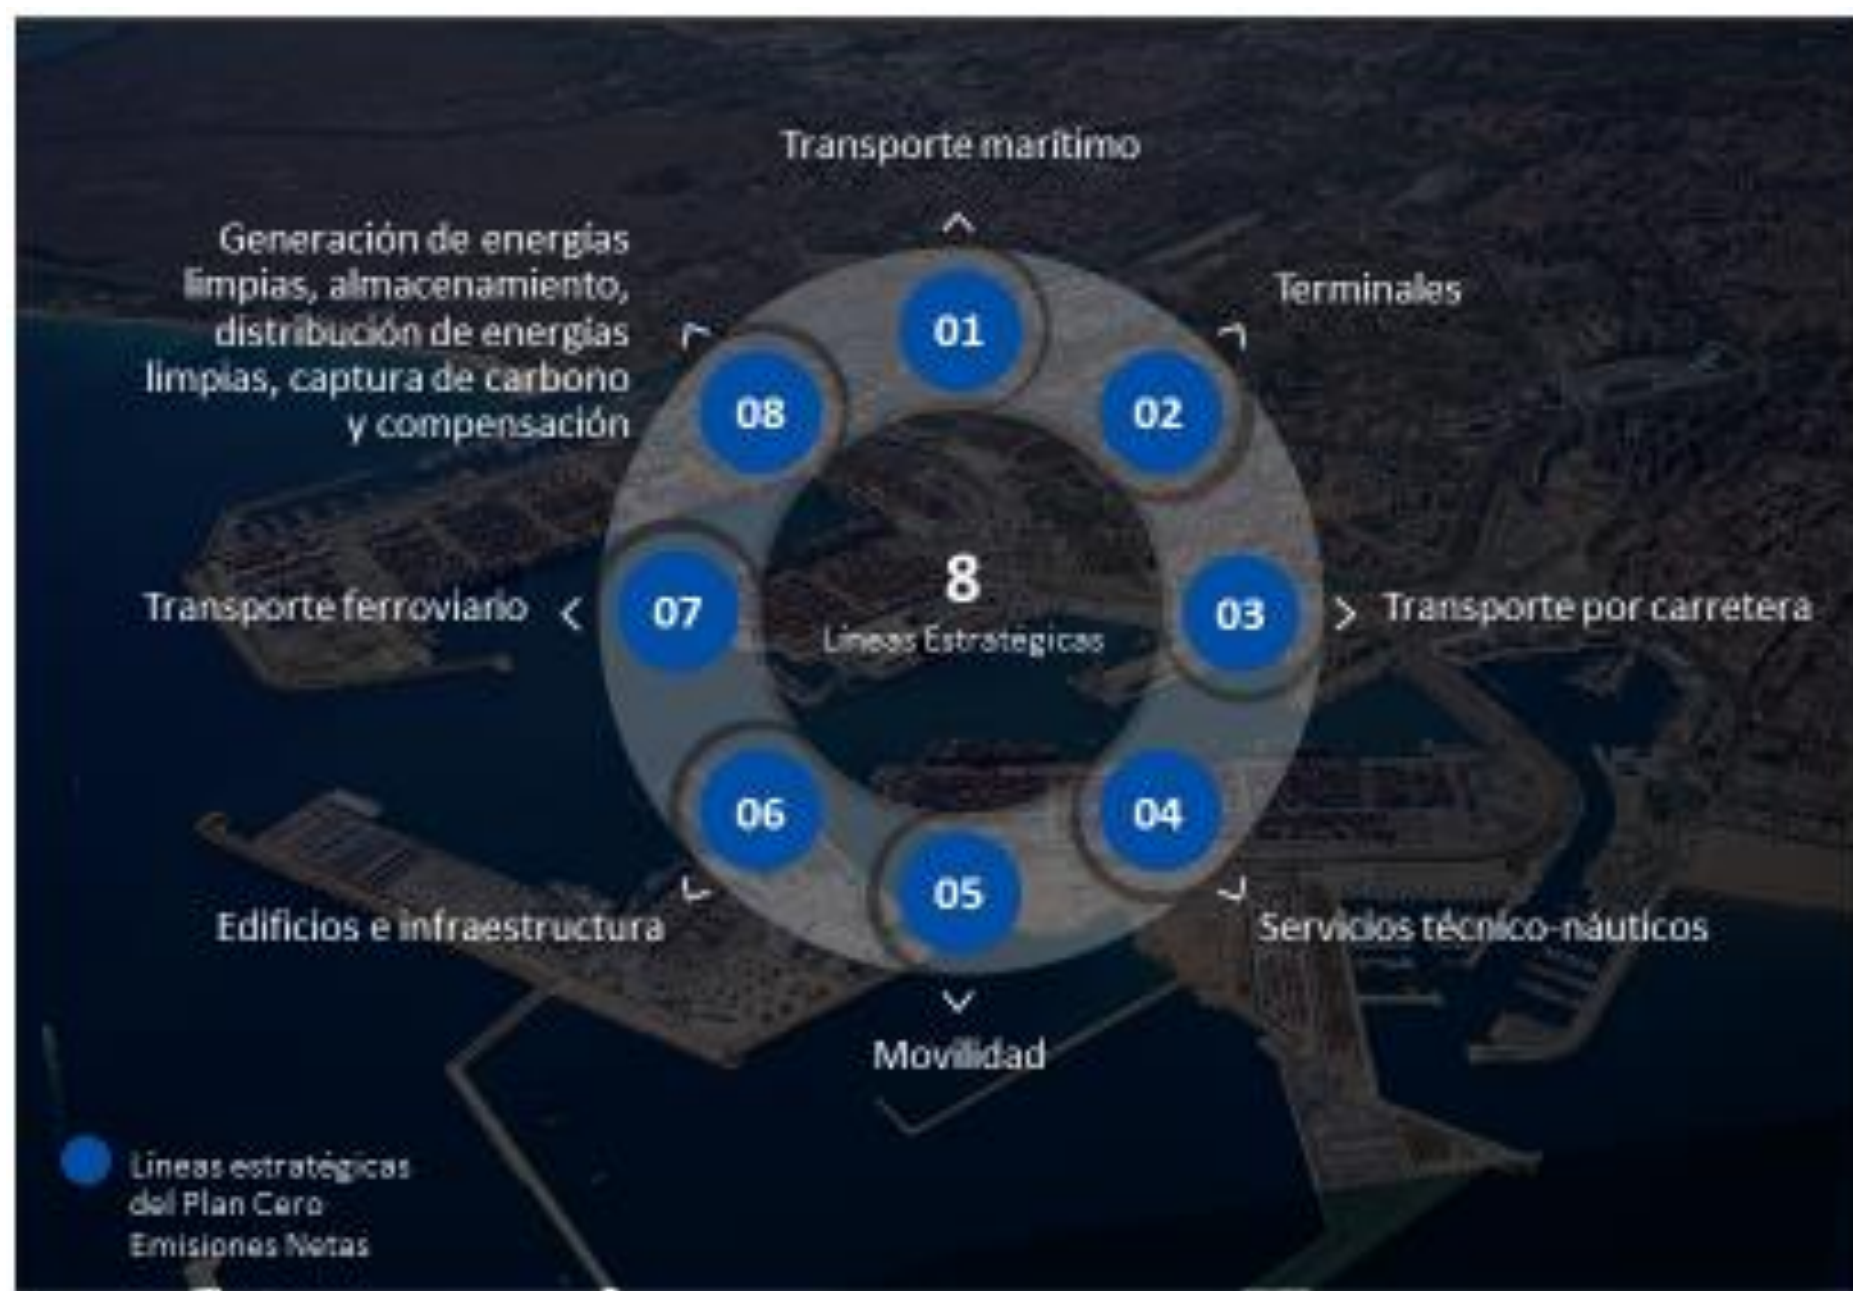 Transporte marítimo
Generación de energías
limpias, almacenamiento,
distribución de energías
limpias, captura de carbono
y compensación
Terminales
01
08
02
8
Líneas Estratégicas
Transporte ferroviario
07
03
Transporte por carretera
06
04
05
Edificios e infraestructura
Servicios técnico-náuticos
Movilidad
Líneas estratégicas
del Plan Cero
Emisiones Netas